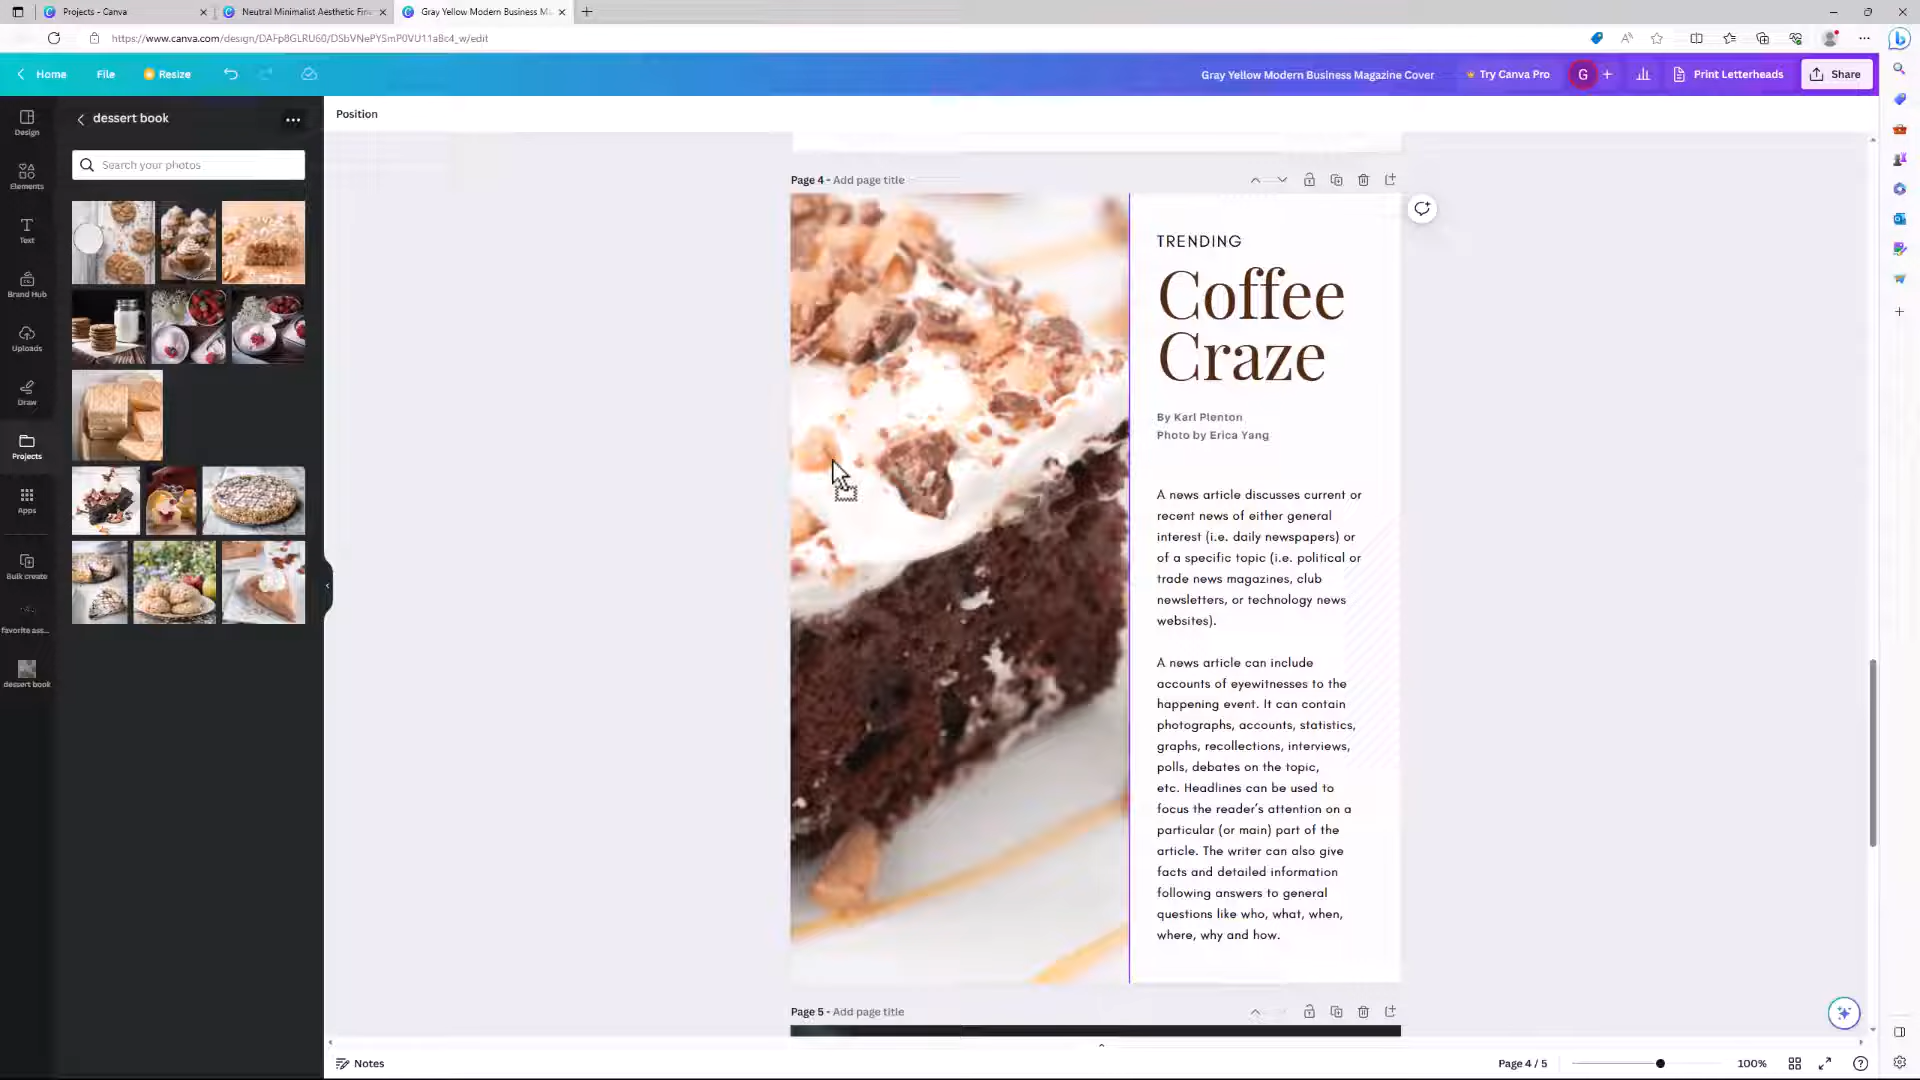 Projects - Canva
Neutral Minimalist Aesthetic Fin
Gray Yellow Modern Business M
https://www.canva.com/design/DAFp8GLRU60/DSbVNePYSmP0VU11a8c4_w/edit
Home
File
Resize
Gray Yellow Modern Business Magazine Cover
Try Canva Pro
G
Print Letterheads
Share
Design
Elements
Text
Brand Hub
Uploads
Draw
Projects
Apps
Bulk create
favorite ass...
dessert book
dessert book
Search your photos
Position
Page 4 - Add page title
TRENDING
Coffee
Craze
By Karl Plenton
Photo by Erica Yang
A news article discusses current or
recent news of either general
interest (i.e. daily newspapers) or
of a specific topic (i.e. political or
trade news magazines, club
newsletters, or technology news
websites).
A news article can include
accounts of eyewitnesses to the
happening event. It can contain
photographs, accounts, statistics,
graphs, recollections, interviews,
polls, debates on the topic,
etc. Headlines can be used to
focus the reader's attention on a
particular (or main) part of the
article. The writer can also give
facts and detailed information
following answers to general
questions like who, what, when,
where, why and how.
Page 5 - Add page title
Notes
Page 4 / 5
100%